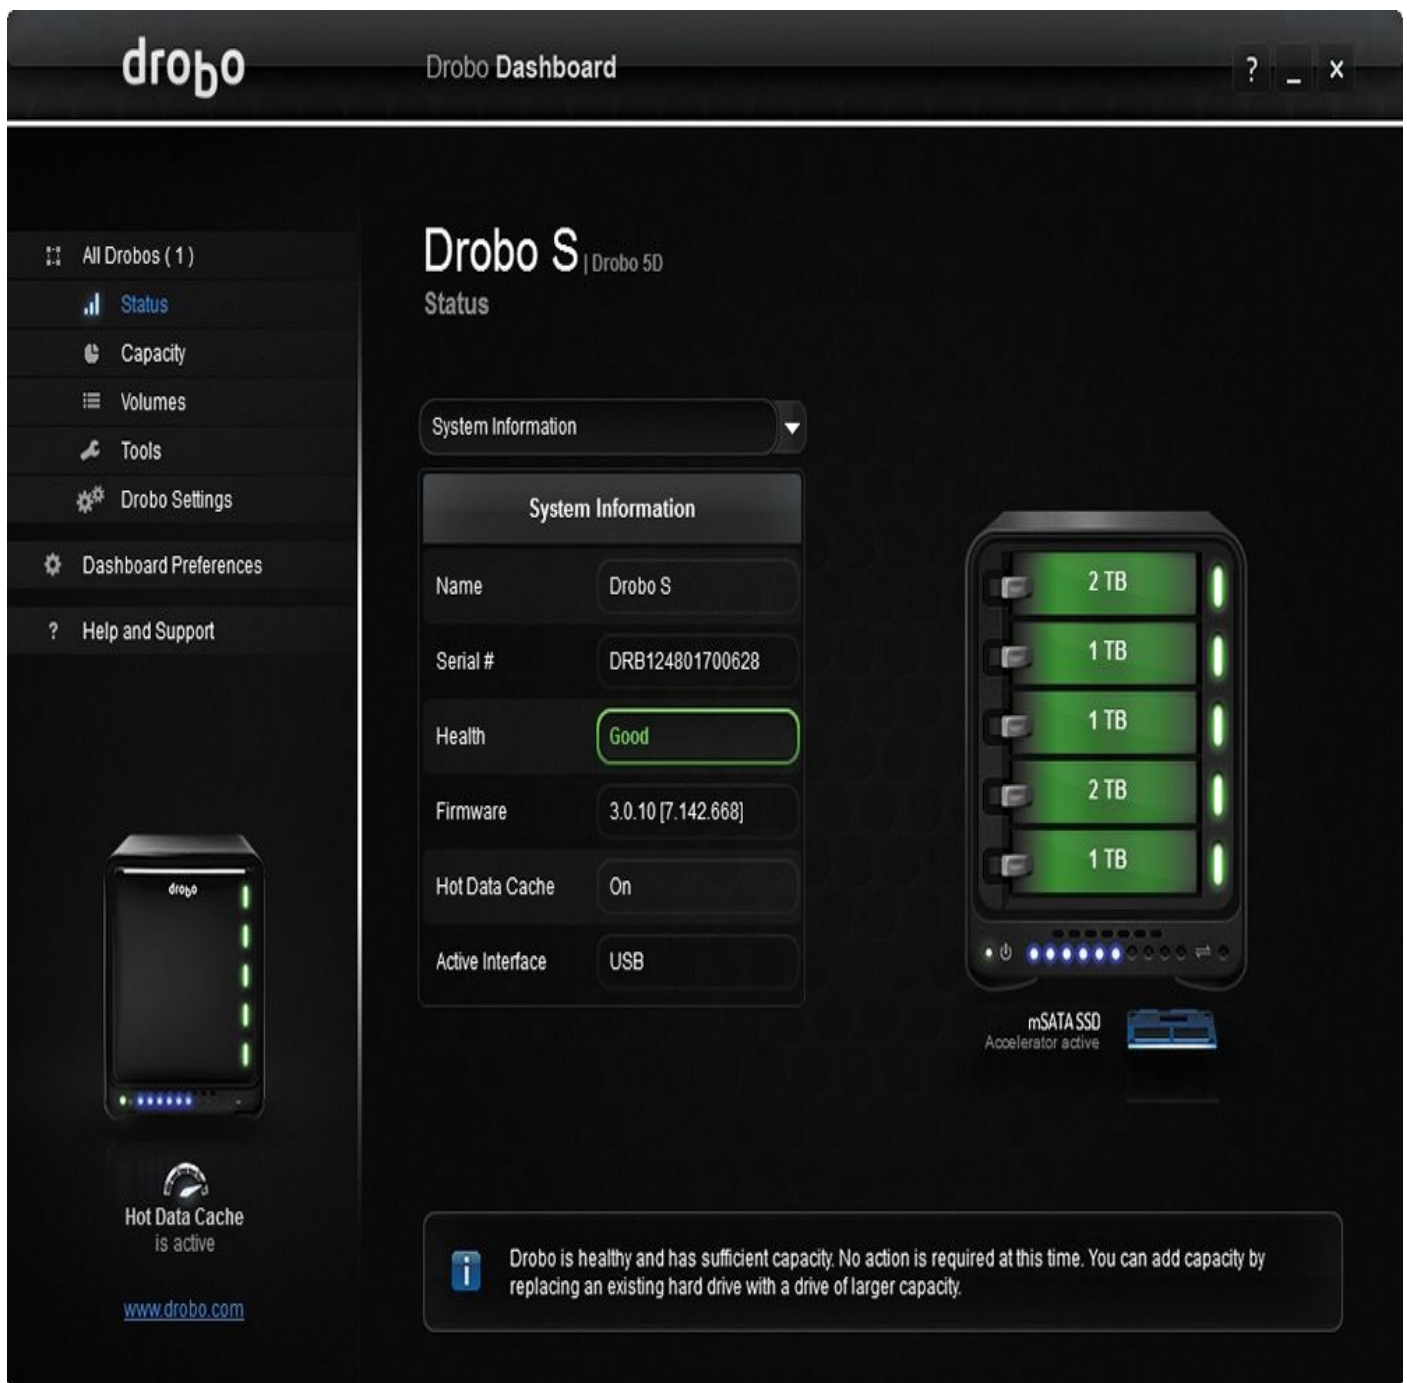 drobo
Drobo Dashboard
? _ x
All Drobos ( 1 )
Status
Capacity
Volumes
Tools
Drobo Settings
Dashboard Preferences
? Help and Support
drobo
Hot Data Cache
is active
www.drobo.com
Drobo S | Drobo 5D
Status
System Information
System Information
Name Drobo S
Serial # DRB124801700628
Health Good
Firmware 3.0.10 [7.142.668]
Hot Data Cache On
Active Interface USB
2 TB
1 TB
1 TB
2 TB
1 TB
mSATA SSD
Accelerator active
Drobo is healthy and has sufficient capacity. No action is required at this time. You can add capacity by
replacing an existing hard drive with a drive of larger capacity.